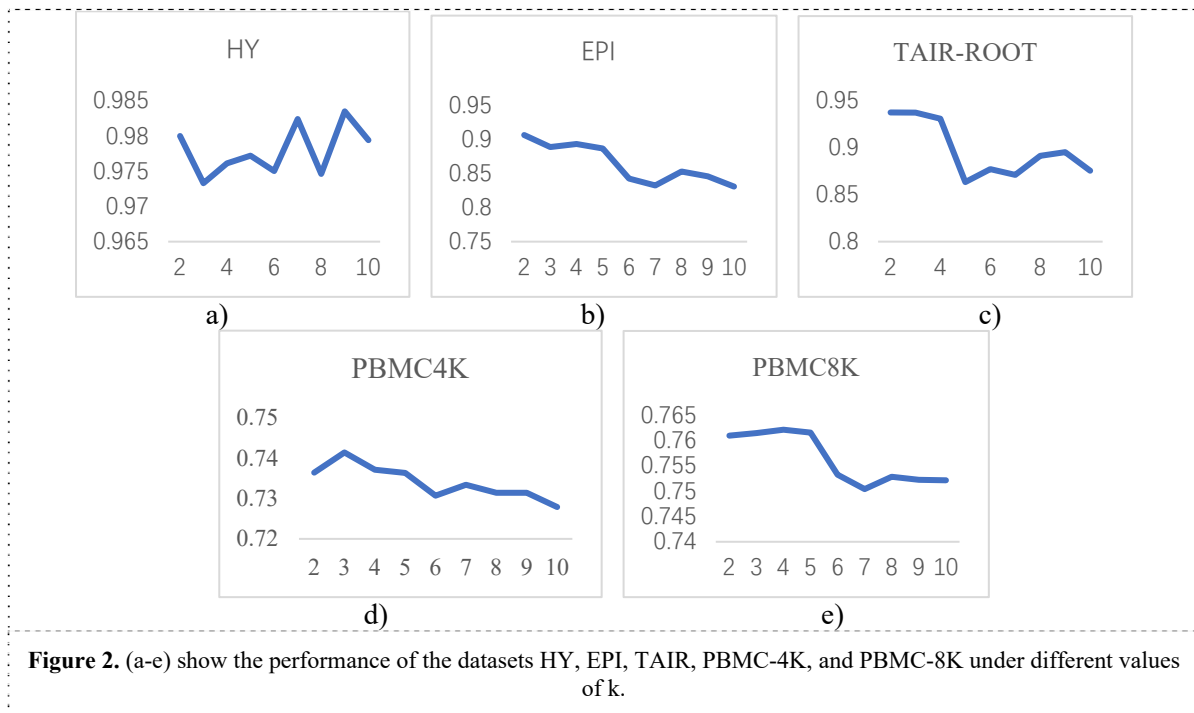 HY
0.985
0.98
0.975
0.97
0.965
2 4 6 8 10
a)
EPI
0.95
0.9
0.85
0.8
0.75
2 3 4 5 6 7 8 9 10
b)
TAIR-ROOT
0.95
0.9
0.85
0.8
2 4 6 8 10
c)
PBMC4K
0.75
0.74
0.73
0.72
2 3 4 5 6 7 8 9 10
d)
PBMC8K
0.765
0.76
0.755
0.75
0.745
0.74
2 3 4 5 6 7 8 9 10
e)
Figure 2. (a-e) show the performance of the datasets HY, EPI, TAIR, PBMC-4K, and PBMC-8K under different values
of k.